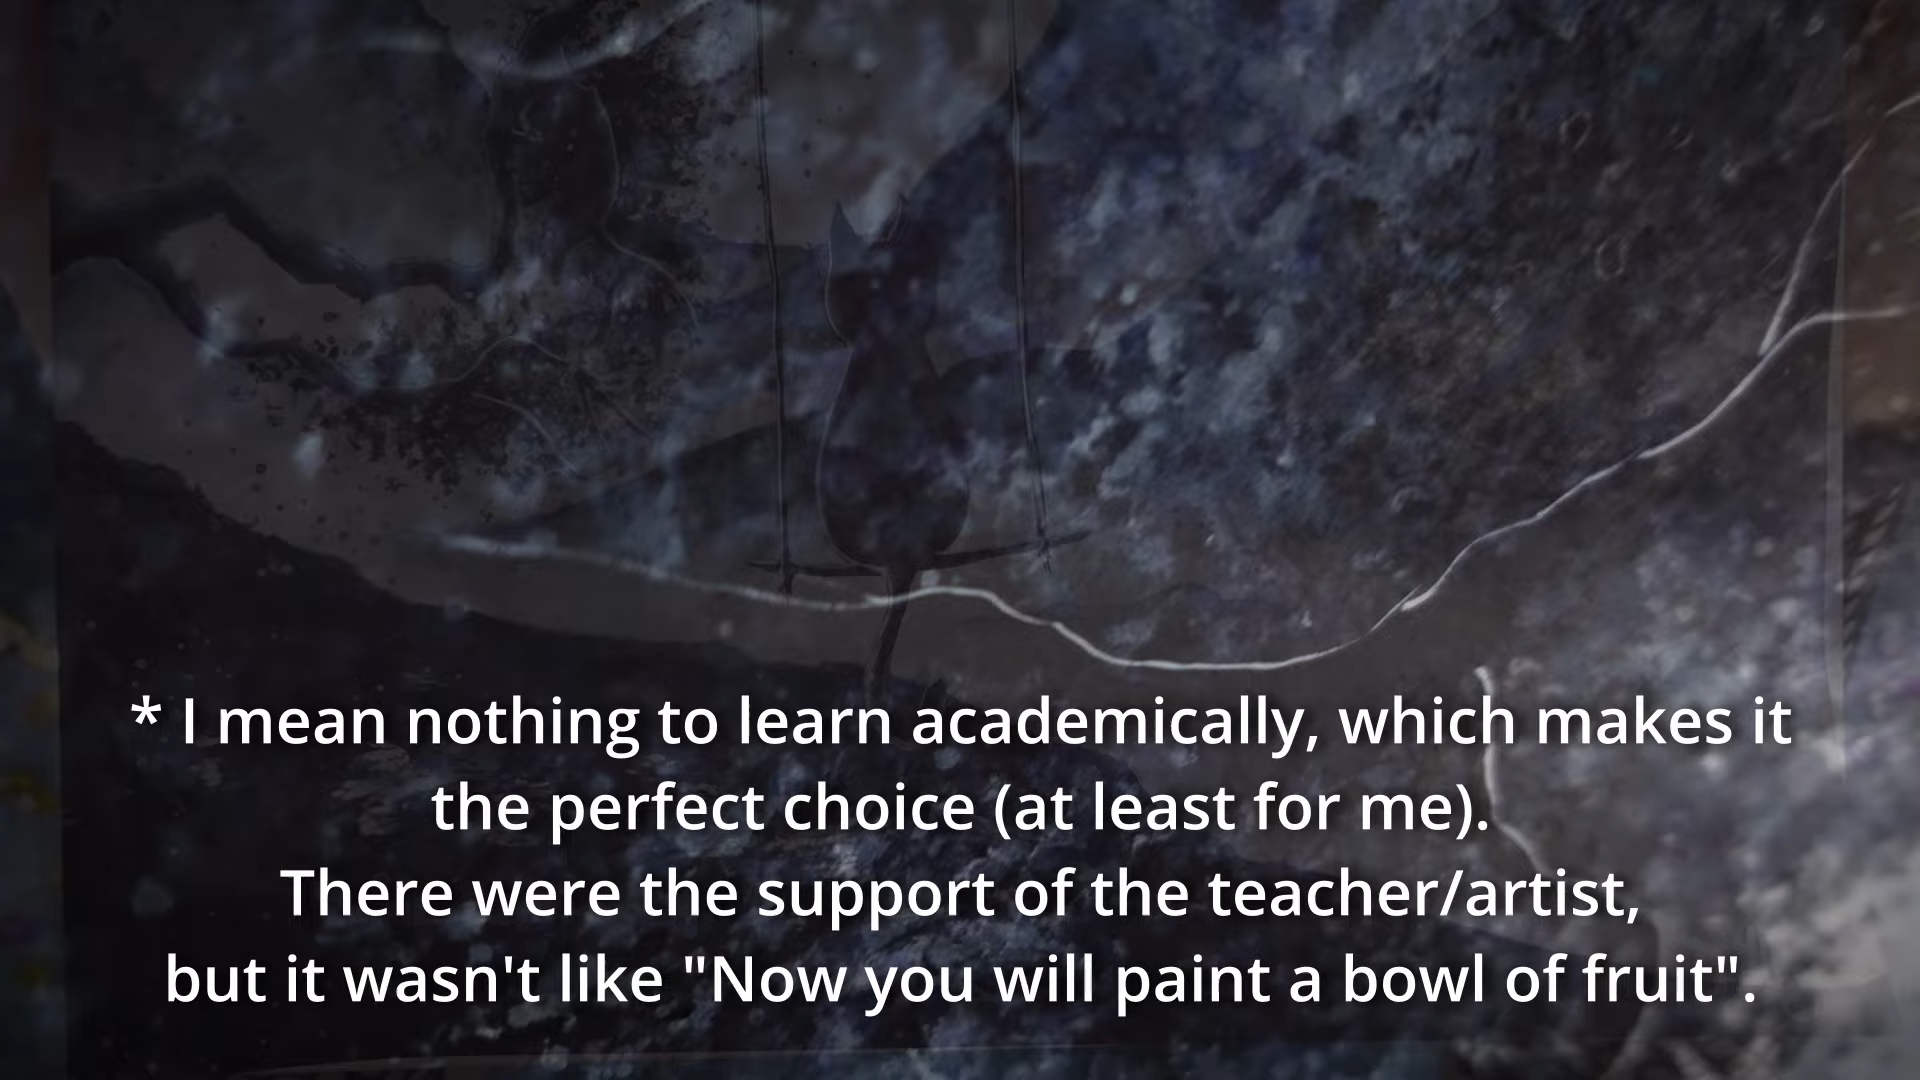 * I mean nothing to learn academically, which makes it
the perfect choice (at least for me).
There were the support of the teacher/artist,
but it wasn't like "Now you will paint a bowl of fruit".